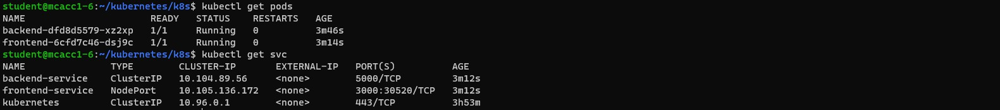 student@mcacc1-6:~/kubernetes/k8s$ kubectl get pods
NAME                       READY   STATUS    RESTARTS   AGE
backend-dfd8d5579-xz2xp    1/1     Running   0          3m46s
frontend-6cfd7c46-dsj9c    1/1     Running   0          3m14s
student@mcacc1-6:~/kubernetes/k8s$ kubectl get svc
NAME               TYPE        CLUSTER-IP       EXTERNAL-IP   PORT(S)          AGE
backend-service    ClusterIP   10.104.89.56     <none>        5000/TCP         3m12s
frontend-service   NodePort    10.105.136.172   <none>        3000:30520/TCP   3m12s
kubernetes         ClusterIP   10.96.0.1        <none>        443/TCP          3h53m